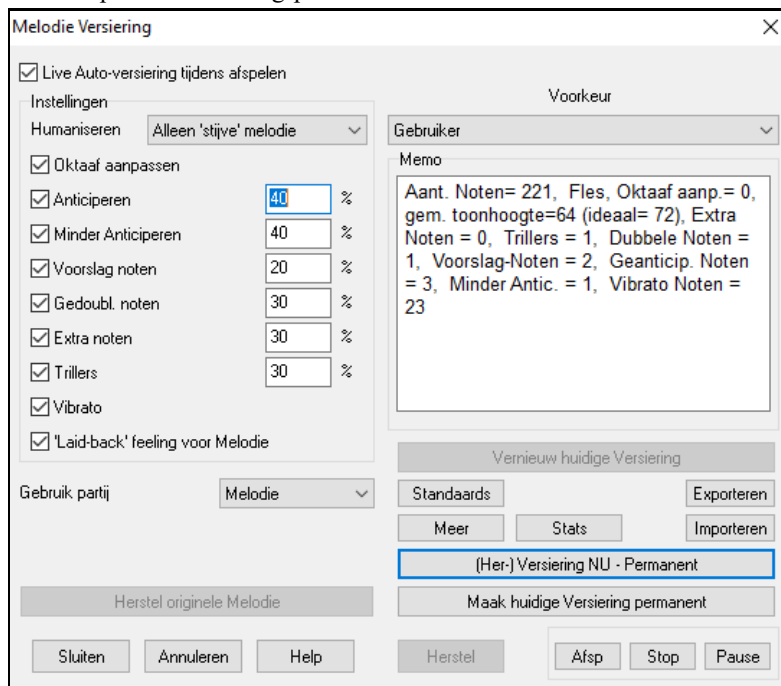 Melodie Versiering
Live Auto-versiering tijdens afspelen
Instellingen
Humaniseren Alleen 'stijve' melodie
Oktaaf aanpassen
Anticiperen 40 %
Minder Anticiperen 40 %
Voorslag noten 20 %
Gedoubl. noten 30 %
Extra noten 30 %
Trillers 30 %
Vibrato
'Laid-back' feeling voor Melodie
Gebruik partij Melodie
Herstel originele Melodie
Sluiten Annuleren Help
Voorkeur
Gebruiker
Memo
Aant. Noten= 221, Fles, Oktaaf aanp.= 0,
gem. toonhoogte=64 (ideaal= 72), Extra
Noten = 0, Trillers = 1, Dubbele Noten =
1, Voorslag-Noten = 2, Geanticip. Noten
= 3, Minder Antic. = 1, Vibrato Noten =
23
Vernieuw huidige Versiering
Standaards Exporteren
Meer Stats Importeren
(Her-) Versiering NU - Permanent
Maak huidige Versiering permanent
Herstel Afsp Stop Pause